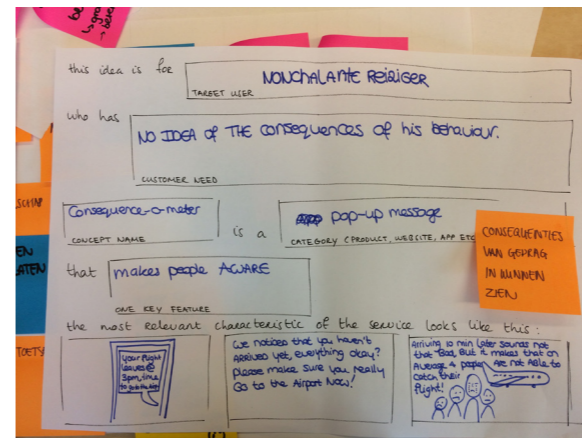 this idea is for
NONCHALANTE REIZIGER
TARGET USER
who has
NO IDEA of THE consequences of his behaviour.
CUSTOMER NEED
Consequence-o-meter
is a
pop-up message
CONCEPT NAME
CATEGORY (PRODUCT, WEBSITE, APP ETC
that
makes people AWARE
ONE KEY FEATURE
CONSEQUENTIES
VAN GEDRAG
IN KUNNEN
ZIEN
the most relevant characteristic of the service looks like this:
Your flight
leaves @
3pm, time
to
We noticed that you haven't
ARRIVED yet, everything okay?
please make sure you really
Go to the Airport Now!
Arriving 10 min later sounds not
that Bad, But it makes that on
Average 4 people are not ABle to
catch their
flight!
EN
ATEN
TOETS